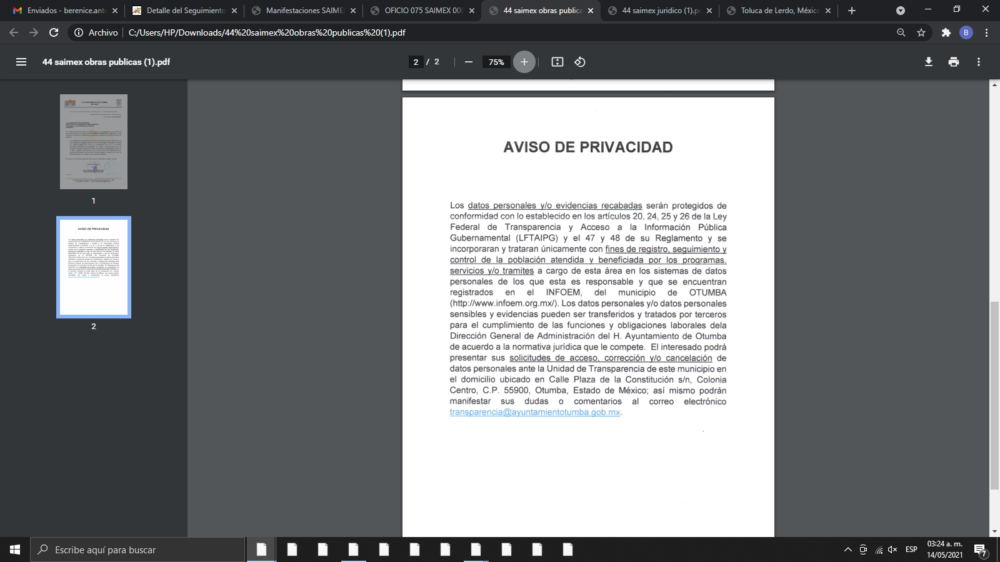 Enviados - berenice.ant
Detalle del Seguimiento
Manifestaciones SAIME
OFICIO 075 SAIMEX 000
44 saimex obras publica
44 saimex juridico (1).p
Toluca de Lerdo, México
Archivo
C:/Users/HP/Downloads/44%20saimex%20obras%20publicas%20(1).pdf
B
44 saimex obras publicas (1).pdf
2 / 2
75%
1
AVISO DE PRIVACIDAD
2
AVISO DE PRIVACIDAD
Los datos personales y/o evidencias recabadas serán protegidos de
conformidad con lo establecido en los artículos 20, 24, 25 y 26 de la Ley
Federal de Transparencia y Acceso a la Información Pública
Gubernamental (LFTAIPG) y el 47 y 48 de su Reglamento y se
incorporaran y trataran únicamente con fines de registro, seguimiento y
control de la población atendida y beneficiada por los programas,
servicios y/o tramites a cargo de esta área en los sistemas de datos
personales de los que esta es responsable y que se encuentran
registrados en el INFOEM, del municipio de OTUMBA
(http://www.infoem.org.mx/). Los datos personales y/o datos personales
sensibles y evidencias pueden ser transferidos y tratados por terceros
para el cumplimiento de las funciones y obligaciones laborales dela
Dirección General de Administración del H. Ayuntamiento de Otumba
de acuerdo a la normativa jurídica que le compete. El interesado podrá
presentar sus solicitudes de acceso, corrección y/o cancelación de
datos personales ante la Unidad de Transparencia de este municipio en
el domicilio ubicado en Calle Plaza de la Constitución s/n, Colonia
Centro, C.P. 55900, Otumba, Estado de México; así mismo podrán
manifestar sus dudas o comentarios al correo electrónico
transparencia@ayuntamientotumba.gob.mx.
Escribe aquí para buscar
ESP
03:24 a. m.
14/05/2021
7